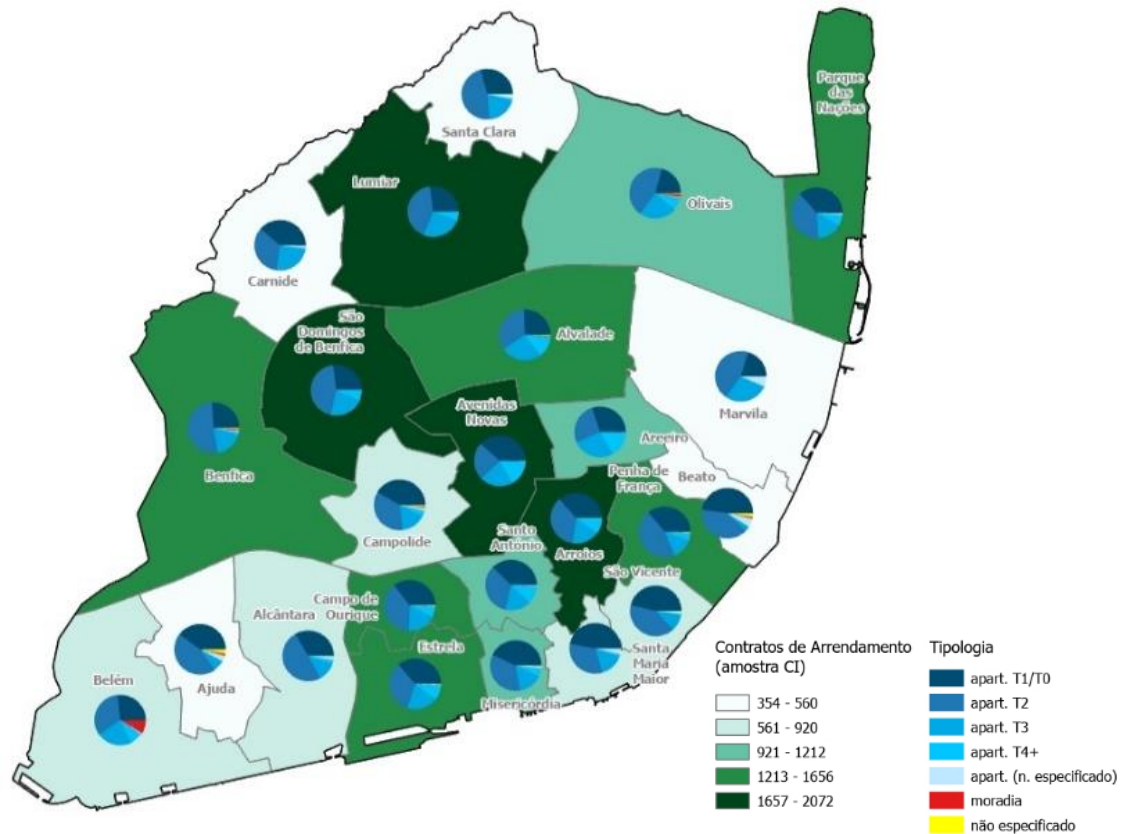 Parque
das
Nações
Santa Clara
Lumiar
Olivais
Carnide
São
Domingos
de Benfica
Alvalade
Avenidas
Novas
Marvila
Areeiro
Benfica
Penha de
França
Beato
Campolide
Santo
António
Arroios
São Vicente
Alcântara
Campo de
Ourique
Estrela
Santa
Maria
Maior
Belém
Ajuda
Misericórdia
Contratos de Arrendamento
(amostra CI)
354 - 560
561 - 920
921 - 1212
1213 - 1656
1657 - 2072
Tipologia
apart. T1/T0
apart. T2
apart. T3
apart. T4+
apart. (n. especificado)
moradia
não especificado